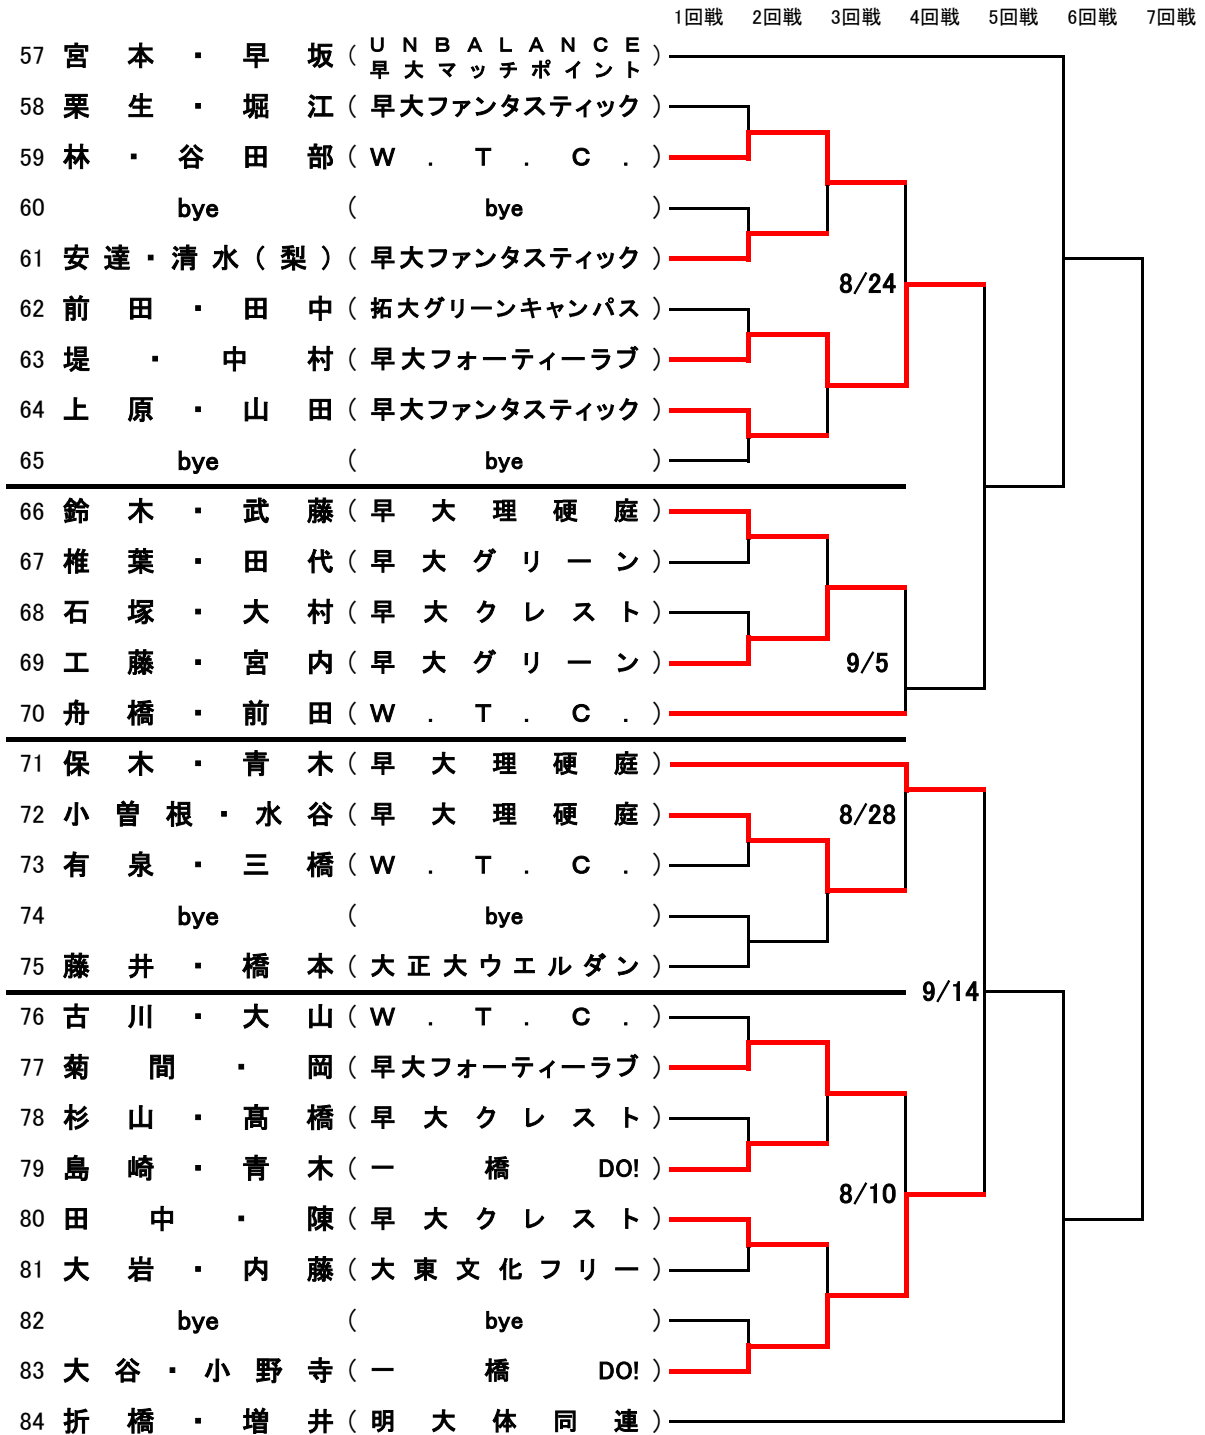 1回戦 2回戦 3回戦 4回戦 5回戦 6回戦 7回戦
57 宮本・早坂 ( UNBALANCE 早大マッチポイント )
58 栗生・堀江 ( 早大ファンタスティック )
59 林・谷田部 ( W.T.C. )
60 bye ( bye )
61 安達・清水(梨) ( 早大ファンタスティック )
8/24
62 前田・田中 ( 拓大グリーンキャンパス )
63 堤・中村 ( 早大フォーティーラブ )
64 上原・山田 ( 早大ファンタスティック )
65 bye ( bye )
66 鈴木・武藤 ( 早大理硬庭 )
67 椎葉・田代 ( 早大グリーン )
68 石塚・大村 ( 早大クレスト )
69 工藤・宮内 ( 早大グリーン ) 9/5
70 舟橋・前田 ( W.T.C. )
71 保木・青木 ( 早大理硬庭 )
72 小曽根・水谷 ( 早大理硬庭 ) 8/28
73 有泉・三橋 ( W.T.C. )
74 bye ( bye )
75 藤井・橋本 ( 大正大ウエルダン )
9/14
76 古川・大山 ( W.T.C. )
77 菊間・岡 ( 早大フォーティーラブ )
78 杉山・髙橋 ( 早大クレスト )
79 島崎・青木 ( 一橋DO! )
8/10
80 田中・陳 ( 早大クレスト )
81 大岩・内藤 ( 大東文化フリー )
82 bye ( bye )
83 大谷・小野寺 ( 一橋DO! )
84 折橋・増井 ( 明大体同連 )